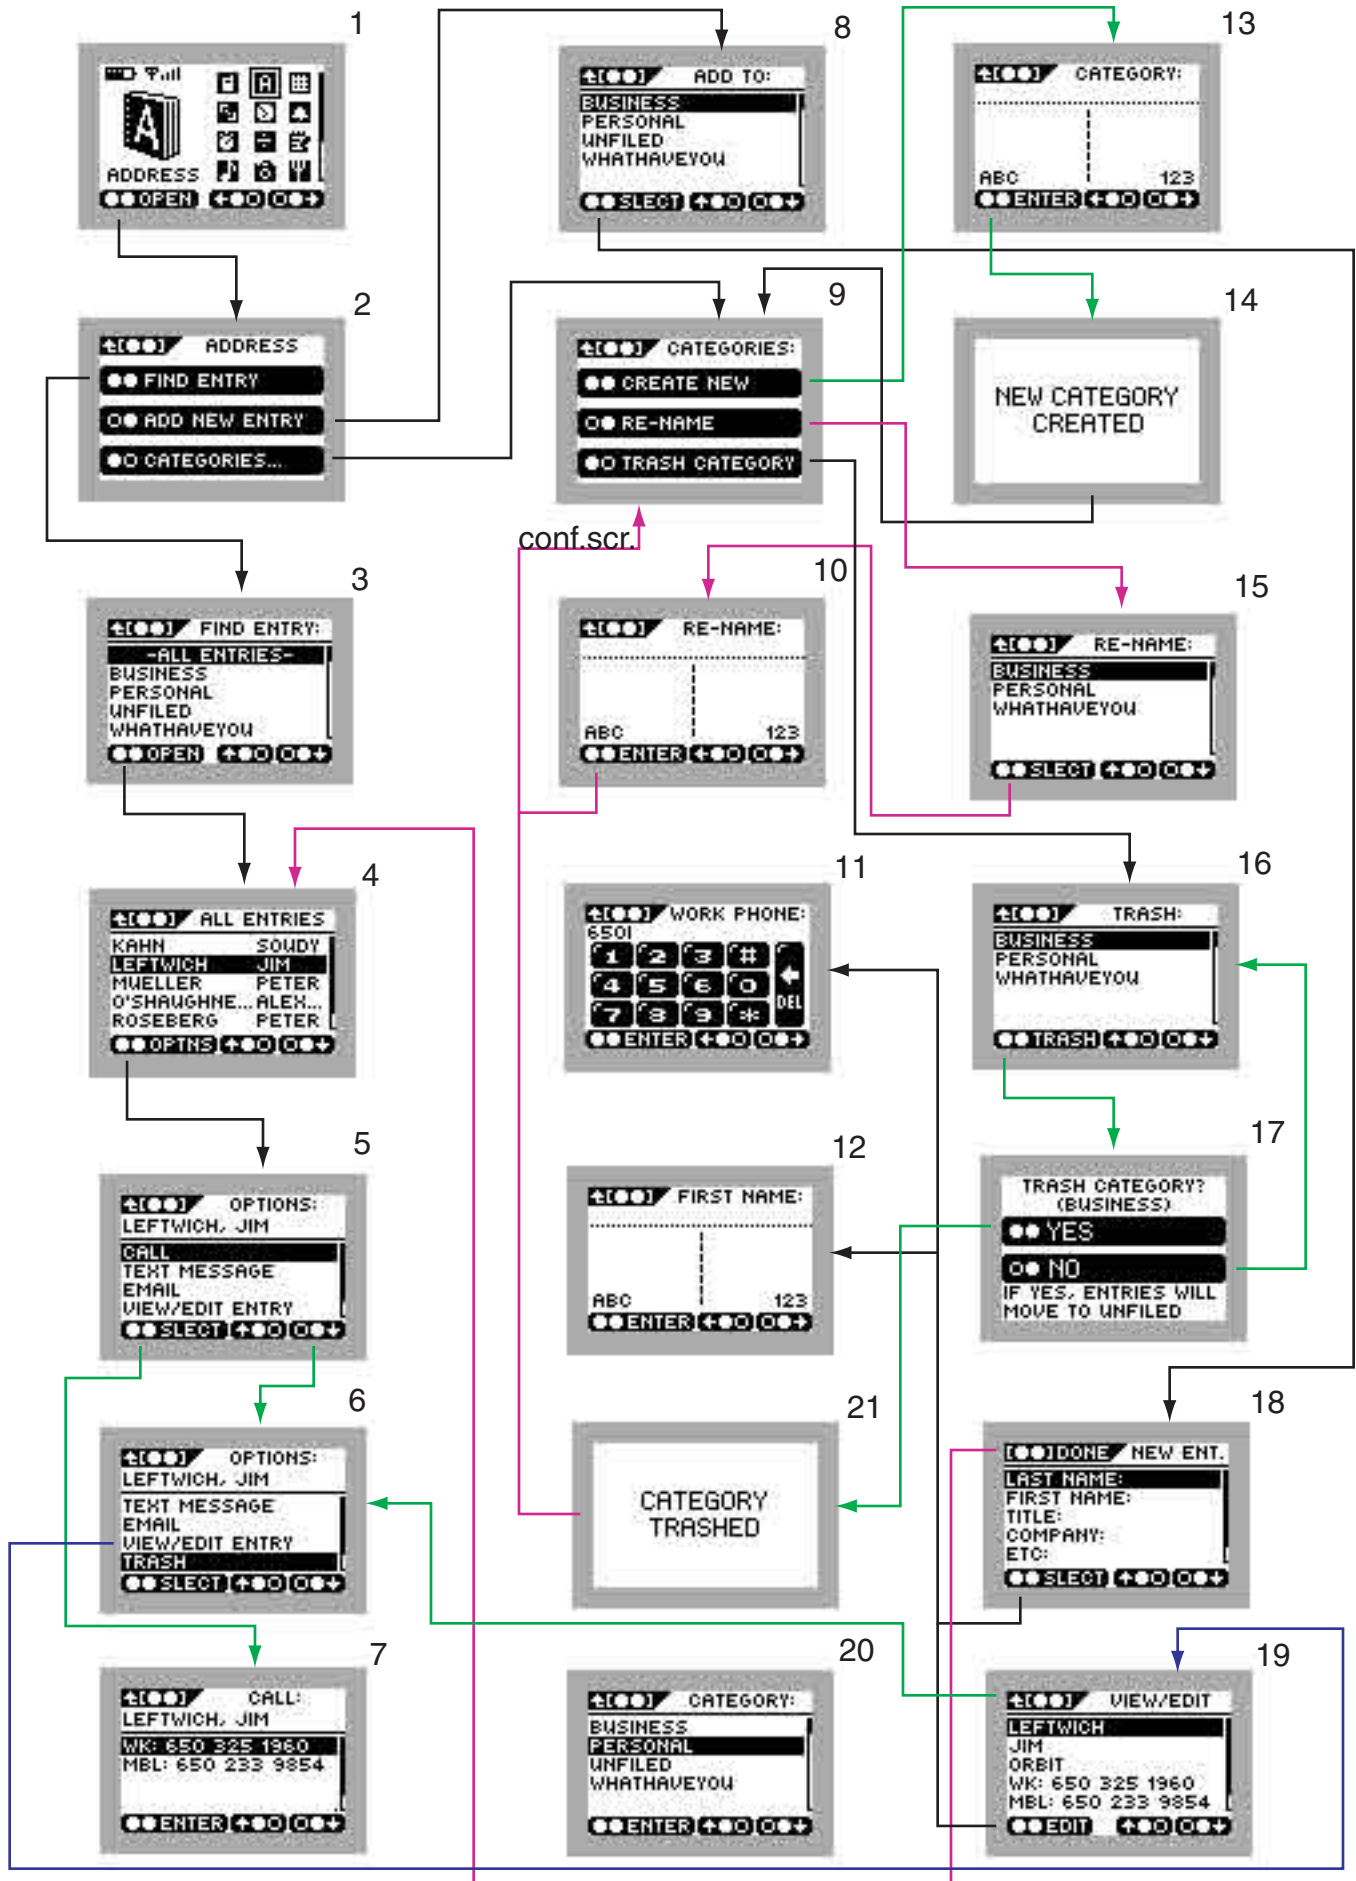 1
ADDRESS
OPEN
2
ADDRESS
FIND ENTRY
ADD NEW ENTRY
CATEGORIES...
3
FIND ENTRY:
-ALL ENTRIES-
BUSINESS
PERSONAL
UNFILED
WHATHAVEYOU
OPEN
4
ALL ENTRIES
KAHN SOUDY
LEFTWICH JIM
MUELLER PETER
O'SHAUGHNE... ALEX...
ROSEBERG PETER
OPTNS
5
OPTIONS:
LEFTWICH, JIM
CALL
TEXT MESSAGE
EMAIL
VIEW/EDIT ENTRY
SLECT
6
OPTIONS:
LEFTWICH, JIM
TEXT MESSAGE
EMAIL
VIEW/EDIT ENTRY
TRASH
SLECT
7
CALL:
LEFTWICH, JIM
WK: 650 325 1960
MBL: 650 233 9854
ENTER
8
ADD TO:
BUSINESS
PERSONAL
UNFILED
WHATHAVEYOU
SLECT
9
CATEGORIES:
CREATE NEW
RE-NAME
TRASH CATEGORY
conf.scr.
10
RE-NAME:
ABC 123
ENTER
11
WORK PHONE:
650
1 2 3 #
4 5 6 0
DEL
7 8 9 *
ENTER
12
FIRST NAME:
ABC 123
ENTER
21
CATEGORY
TRASHED
20
CATEGORY:
BUSINESS
PERSONAL
UNFILED
WHATHAVEYOU
ENTER
13
CATEGORY:
ABC 123
ENTER
14
NEW CATEGORY
CREATED
15
RE-NAME:
BUSINESS
PERSONAL
WHATHAVEYOU
SLECT
16
TRASH:
BUSINESS
PERSONAL
WHATHAVEYOU
TRASH
17
TRASH CATEGORY?
(BUSINESS)
YES
NO
IF YES, ENTRIES WILL
MOVE TO UNFILED
18
DONE NEW ENT.
LAST NAME:
FIRST NAME:
TITLE:
COMPANY:
ETC:
SLECT
19
VIEW/EDIT
LEFTWICH
JIM
ORBIT
WK: 650 325 1960
MBL: 650 233 9854
EDIT